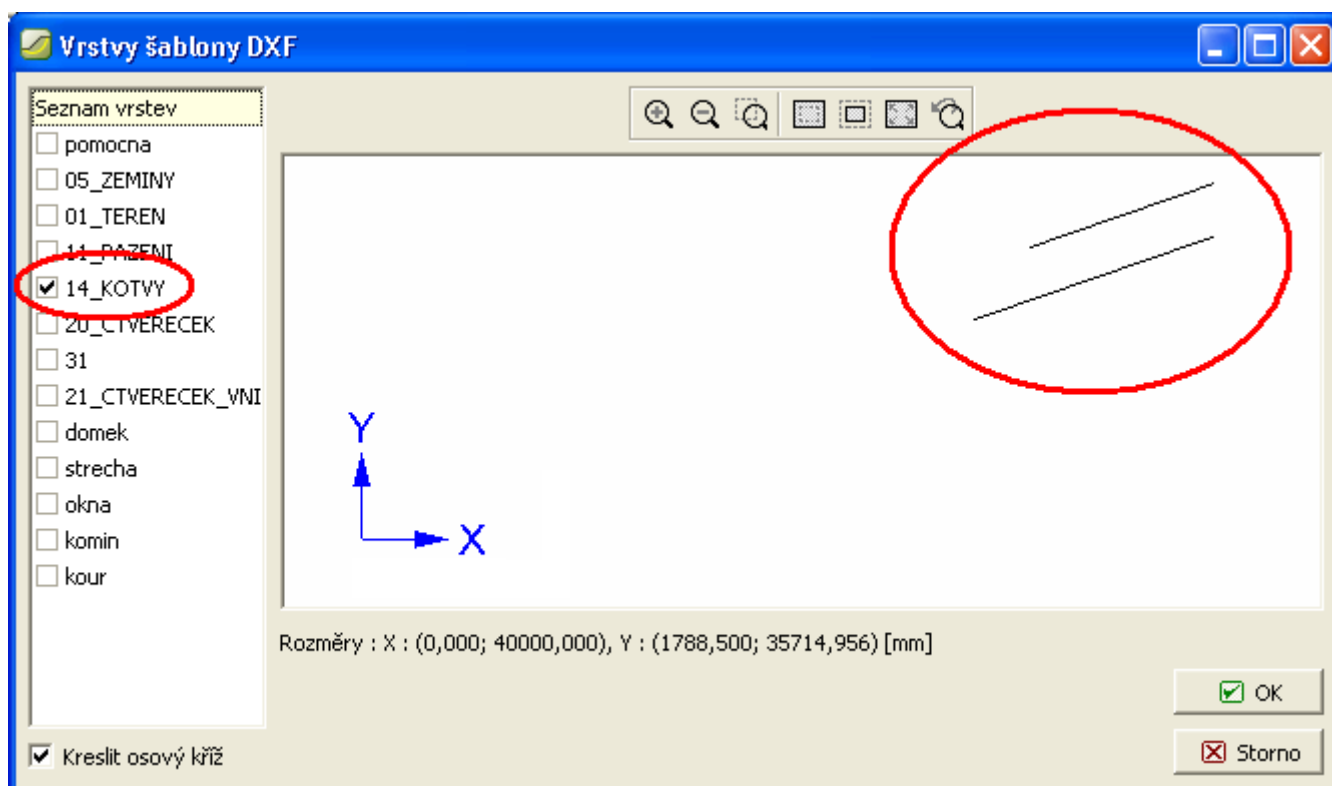 Vrstvy šablony DXF
Seznam vrstev
pomocna
05_ZEMINY
01_TEREN
11_PAZENI
14_KOTVY
20_CTVERECEK
31
21_CTVERECEK_VNI
domek
strecha
okna
komin
kour
Y
X
Rozměry : X : (0,000; 40000,000), Y : (1788,500; 35714,956) [mm]
OK
Kreslit osový kříž
Storno